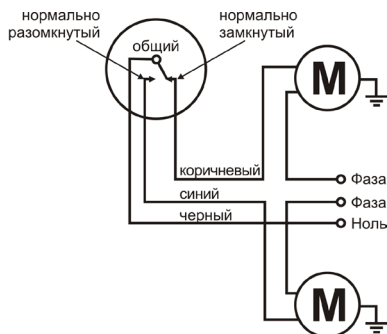 нормально
разомкнутый
нормально
замкнутый
общий
М
коричневый
синий
черный
Фаза
Фаза
Ноль
М